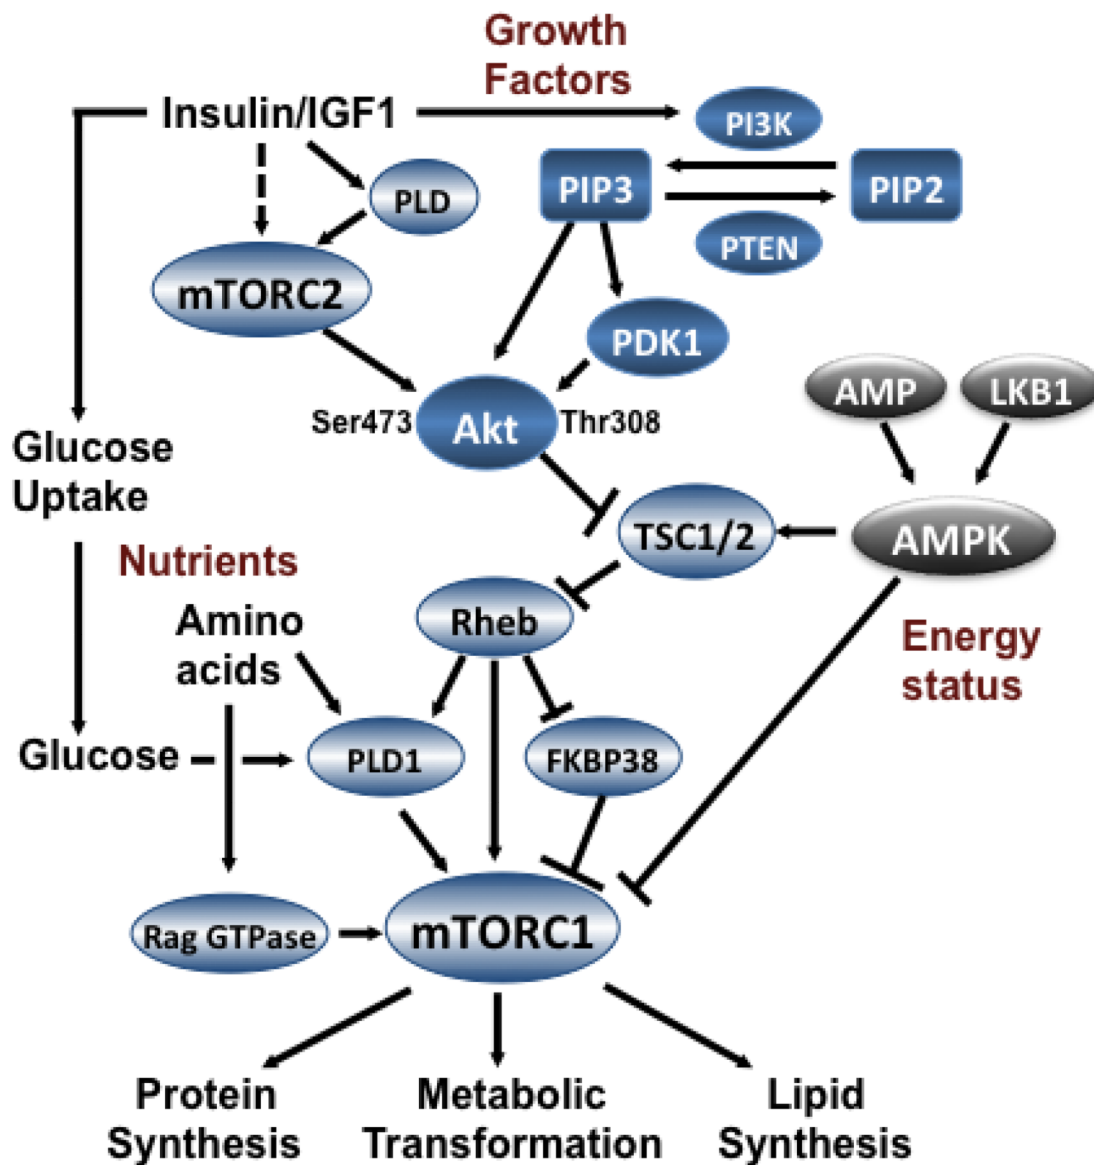 Growth
Factors
Insulin/IGF1
PI3K
PLD
PIP3
PIP2
PTEN
mTORC2
PDK1
AMP
LKB1
Ser473
Akt
Thr308
Glucose
Uptake
TSC1/2
AMPK
Nutrients
Amino
acids
Rheb
Energy
status
Glucose
PLD1
FKBP38
Rag GTPase
mTORC1
Protein
Synthesis
Metabolic
Transformation
Lipid
Synthesis